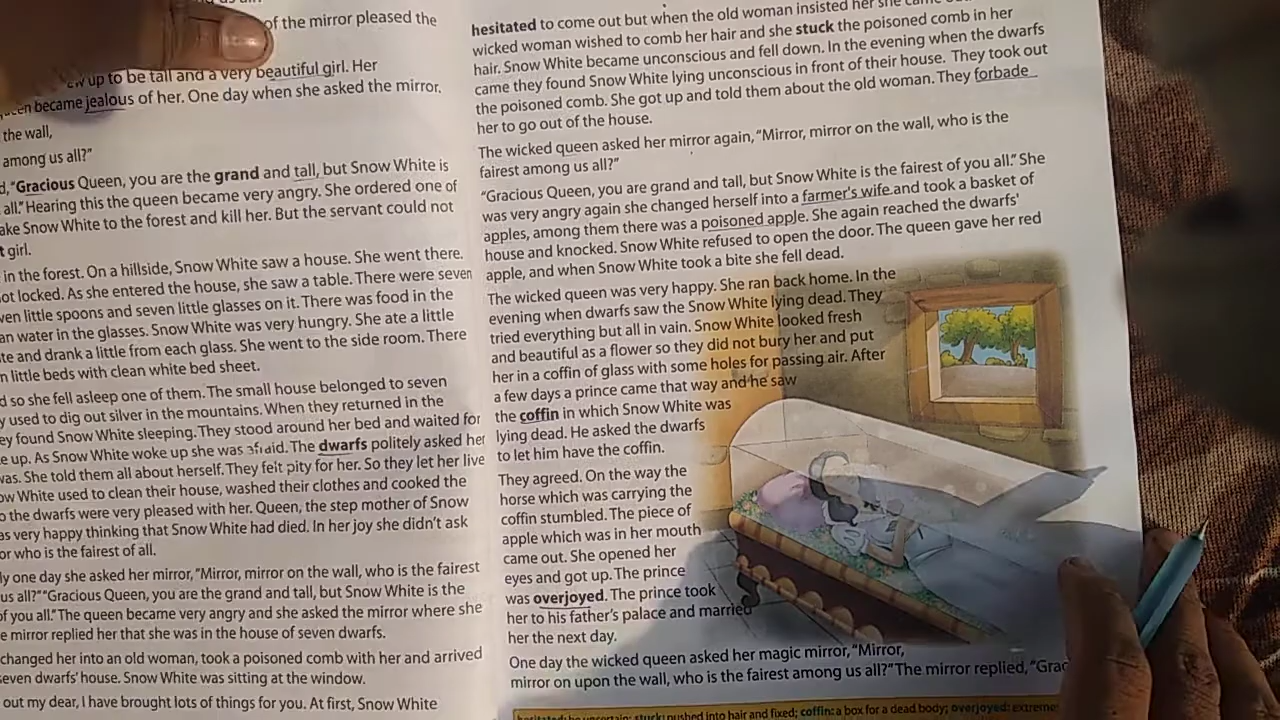 of the mirror pleased the
up to be tall and a very beautiful girl. Her
became jealous of her. One day when she asked the mirror.
the wall,
among us all?"
"Gracious Queen, you are the grand and tall, but Snow White is
all." Hearing this the queen became very angry. She ordered one of
ake Snow White to the forest and kill her. But the servant could not
t girl.
in the forest. On a hillside, Snow White saw a house. She went there.
ot locked. As she entered the house, she saw a table. There were seven
ven little spoons and seven little glasses on it. There was food in the
an water in the glasses. Snow White was very hungry. She ate a little
te and drank a little from each glass. She went to the side room. There
n little beds with clean white bed sheet.
d so she fell asleep one of them. The small house belonged to seven
y used to dig out silver in the mountains. When they returned in the
ey found Snow White sleeping. They stood around her bed and waited for
e up. As Snow White woke up she was afraid. The dwarfs politely asked her
was. She told them all about herself. They felt pity for her. So they let her live
ow White used to clean their house, washed their clothes and cooked the
o the dwarfs were very pleased with her. Queen, the step mother of Snow
as very happy thinking that Snow White had died. In her joy she didn't ask
or who is the fairest of all.
ly one day she asked her mirror, "Mirror, mirror on the wall, who is the fairest
us all?" "Gracious Queen, you are the grand and tall, but Snow White is the
of you all." The queen became very angry and she asked the mirror where she
e mirror replied her that she was in the house of seven dwarfs.
changed her into an old woman, took a poisoned comb with her and arrived
seven dwarfs' house. Snow White was sitting at the window.
out my dear, I have brought lots of things for you. At first, Snow White
hesitated to come out but when the old woman insisted her she came
wicked woman wished to comb her hair and she stuck the poisoned comb in her
hair. Snow White became unconscious and fell down. In the evening when the dwarfs
came they found Snow White lying unconscious in front of their house. They took out
the poisoned comb. She got up and told them about the old woman. They forbade
her to go out of the house.
The wicked queen asked her mirror again, "Mirror, mirror on the wall, who is the
fairest among us all?"
"Gracious Queen, you are grand and tall, but Snow White is the fairest of you all." She
was very angry again she changed herself into a farmer's wife.and took a basket of
apples, among them there was a poisoned apple. She again reached the dwarfs'
house and knocked. Snow White refused to open the door. The queen gave her red
apple, and when Snow White took a bite she fell dead.
The wicked queen was very happy. She ran back home. In the
evening when dwarfs saw the Snow White lying dead. They
tried everything but all in vain. Snow White looked fresh
and beautiful as a flower so they did not bury her and put
her in a coffin of glass with some holes for passing air. After
a few days a prince came that way and he saw
the coffin in which Snow White was
lying dead. He asked the dwarfs
to let him have the coffin.
They agreed. On the way the
horse which was carrying the
coffin stumbled. The piece of
apple which was in her mouth
came out. She opened her
eyes and got up. The prince
was overjoyed. The prince took
her to his father's palace and married
her the next day.
One day the wicked queen asked her magic mirror, "Mirror,
mirror on upon the wall, who is the fairest among us all?" The mirror replied, "Grac
hesitated: be uncertain; stuck: pushed into hair and fixed; coffin: a box for a dead body; overjoyed: extreme